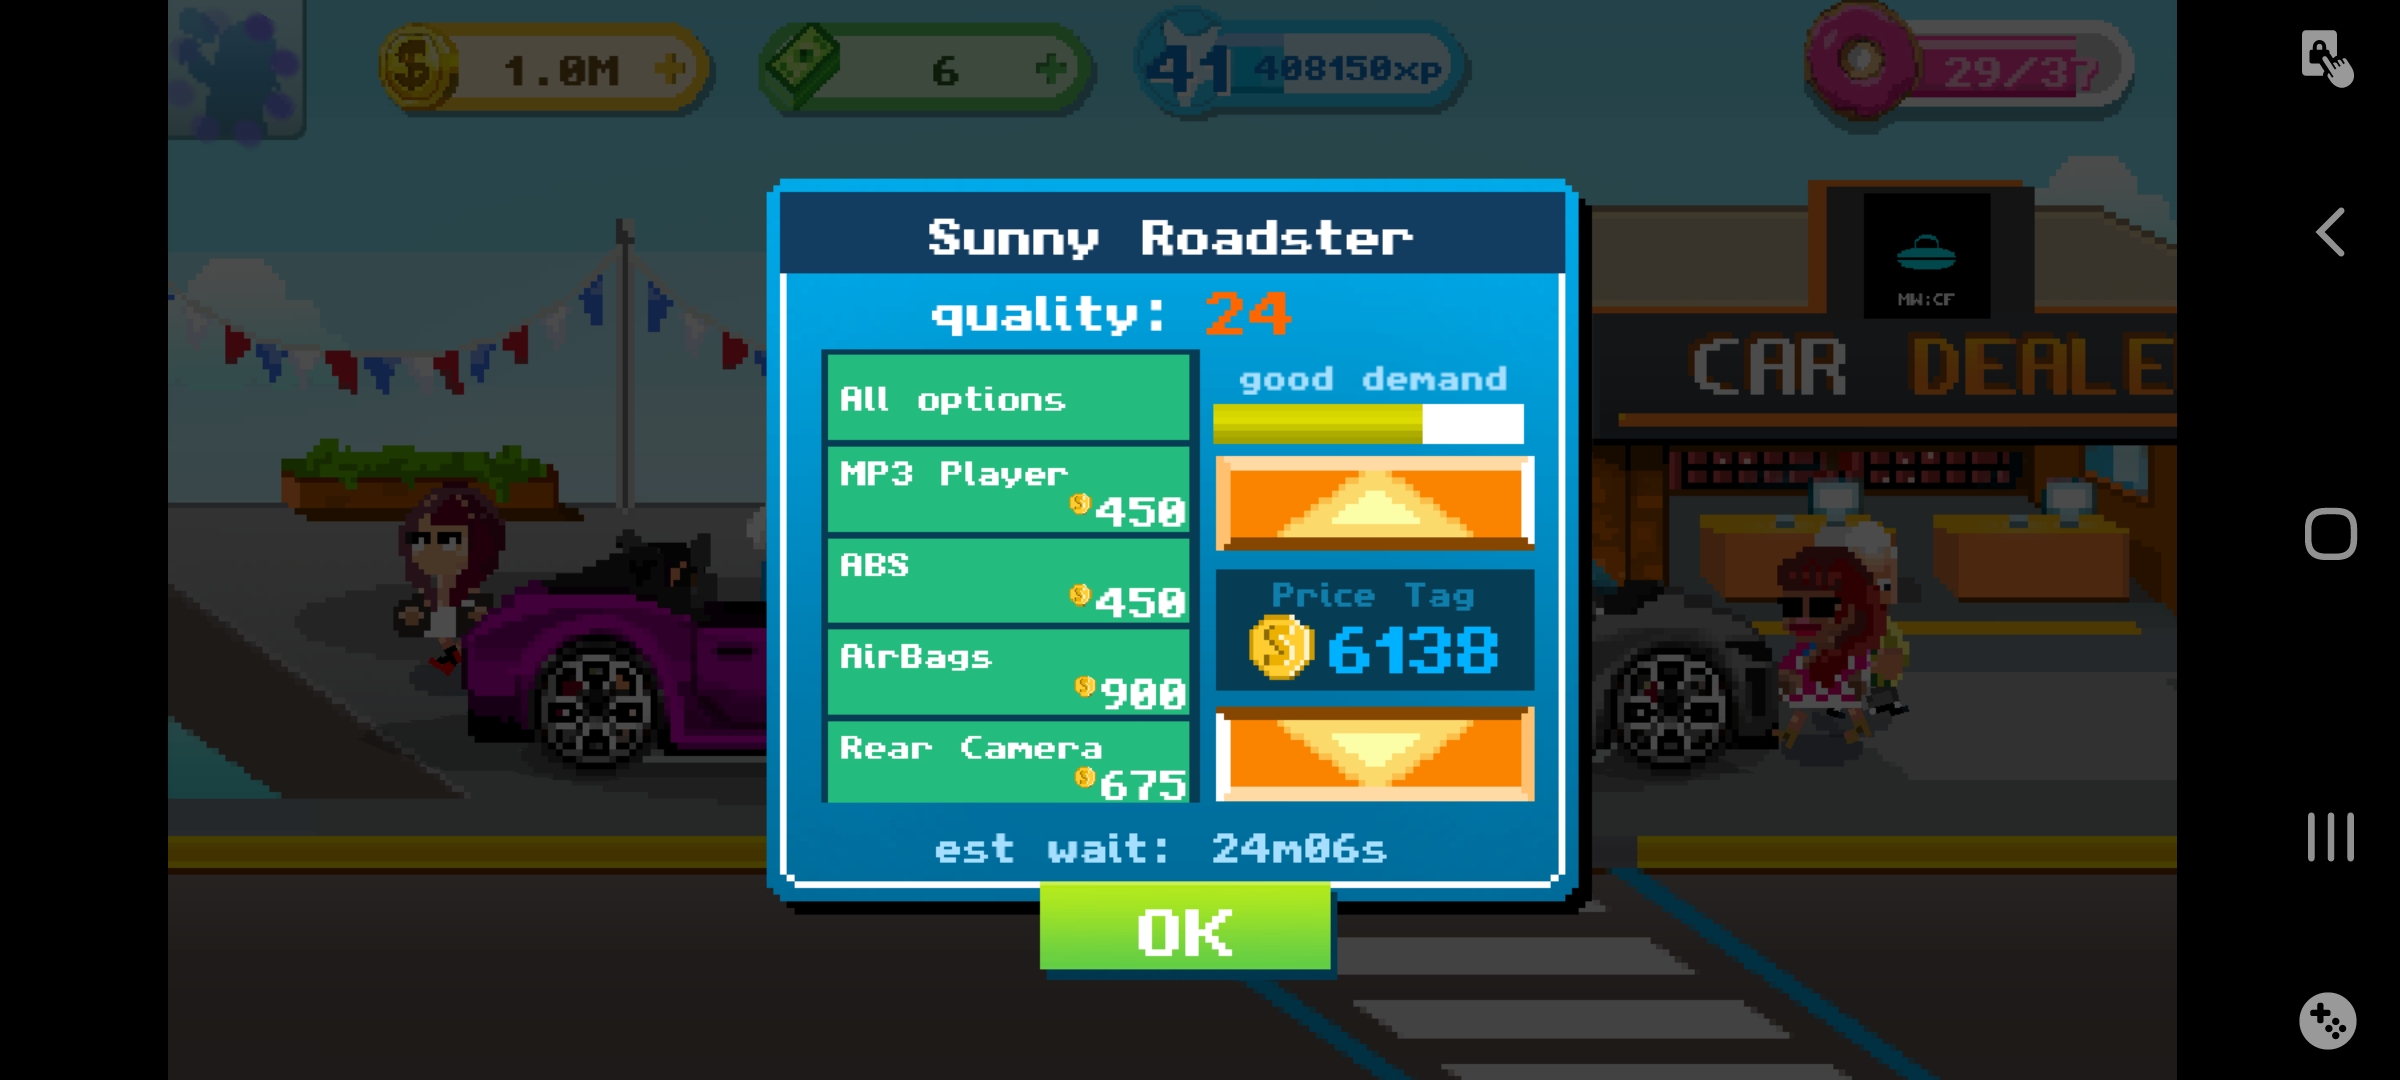 1.0M
6
41 408150xp
29/37
Sunny Roadster
quality: 24
All options
good demand
MP3 Player
450
ABS
450
Price Tag
6138
AirBags
900
Rear Camera
675
est wait: 24m06s
OK
MW:CF
CAR DEALE